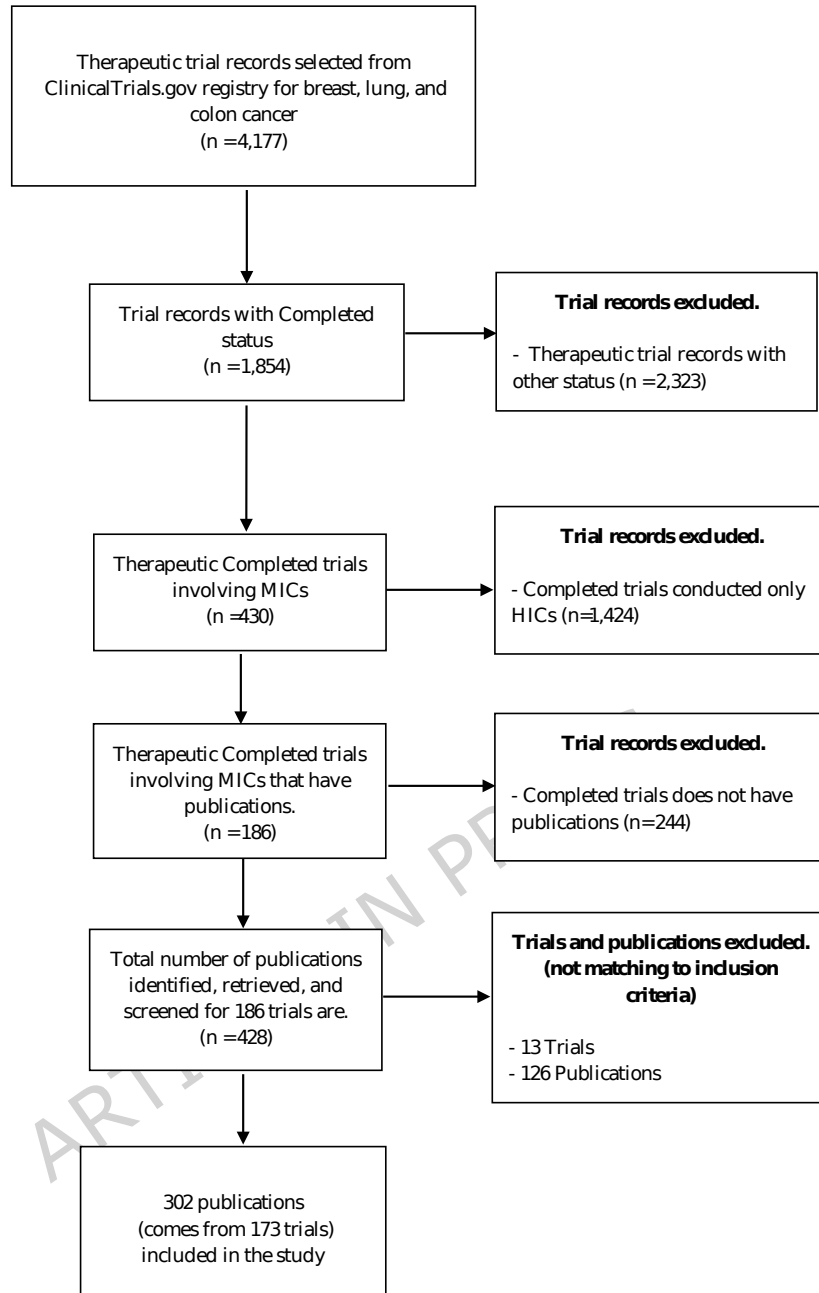 Therapeutic trial records selected from
ClinicalTrials.gov registry for breast, lung, and
colon cancer
(n = 4,177)
Trial records with Completed
status
(n = 1,854)
Trial records excluded.
- Therapeutic trial records with
other status (n = 2,323)
Therapeutic Completed trials
involving MICs
(n =430)
Trial records excluded.
- Completed trials conducted only
HICs (n=1,424)
Therapeutic Completed trials
involving MICs that have
publications.
(n = 186)
Trial records excluded.
- Completed trials does not have
publications (n= 244)
Total number of publications
identified, retrieved, and
screened for 186 trials are.
(n = 428)
Trials and publications excluded.
(not matching to inclusion
criteria)
- 13 Trials
- 126 Publications
302 publications
(comes from 173 trials)
included in the study